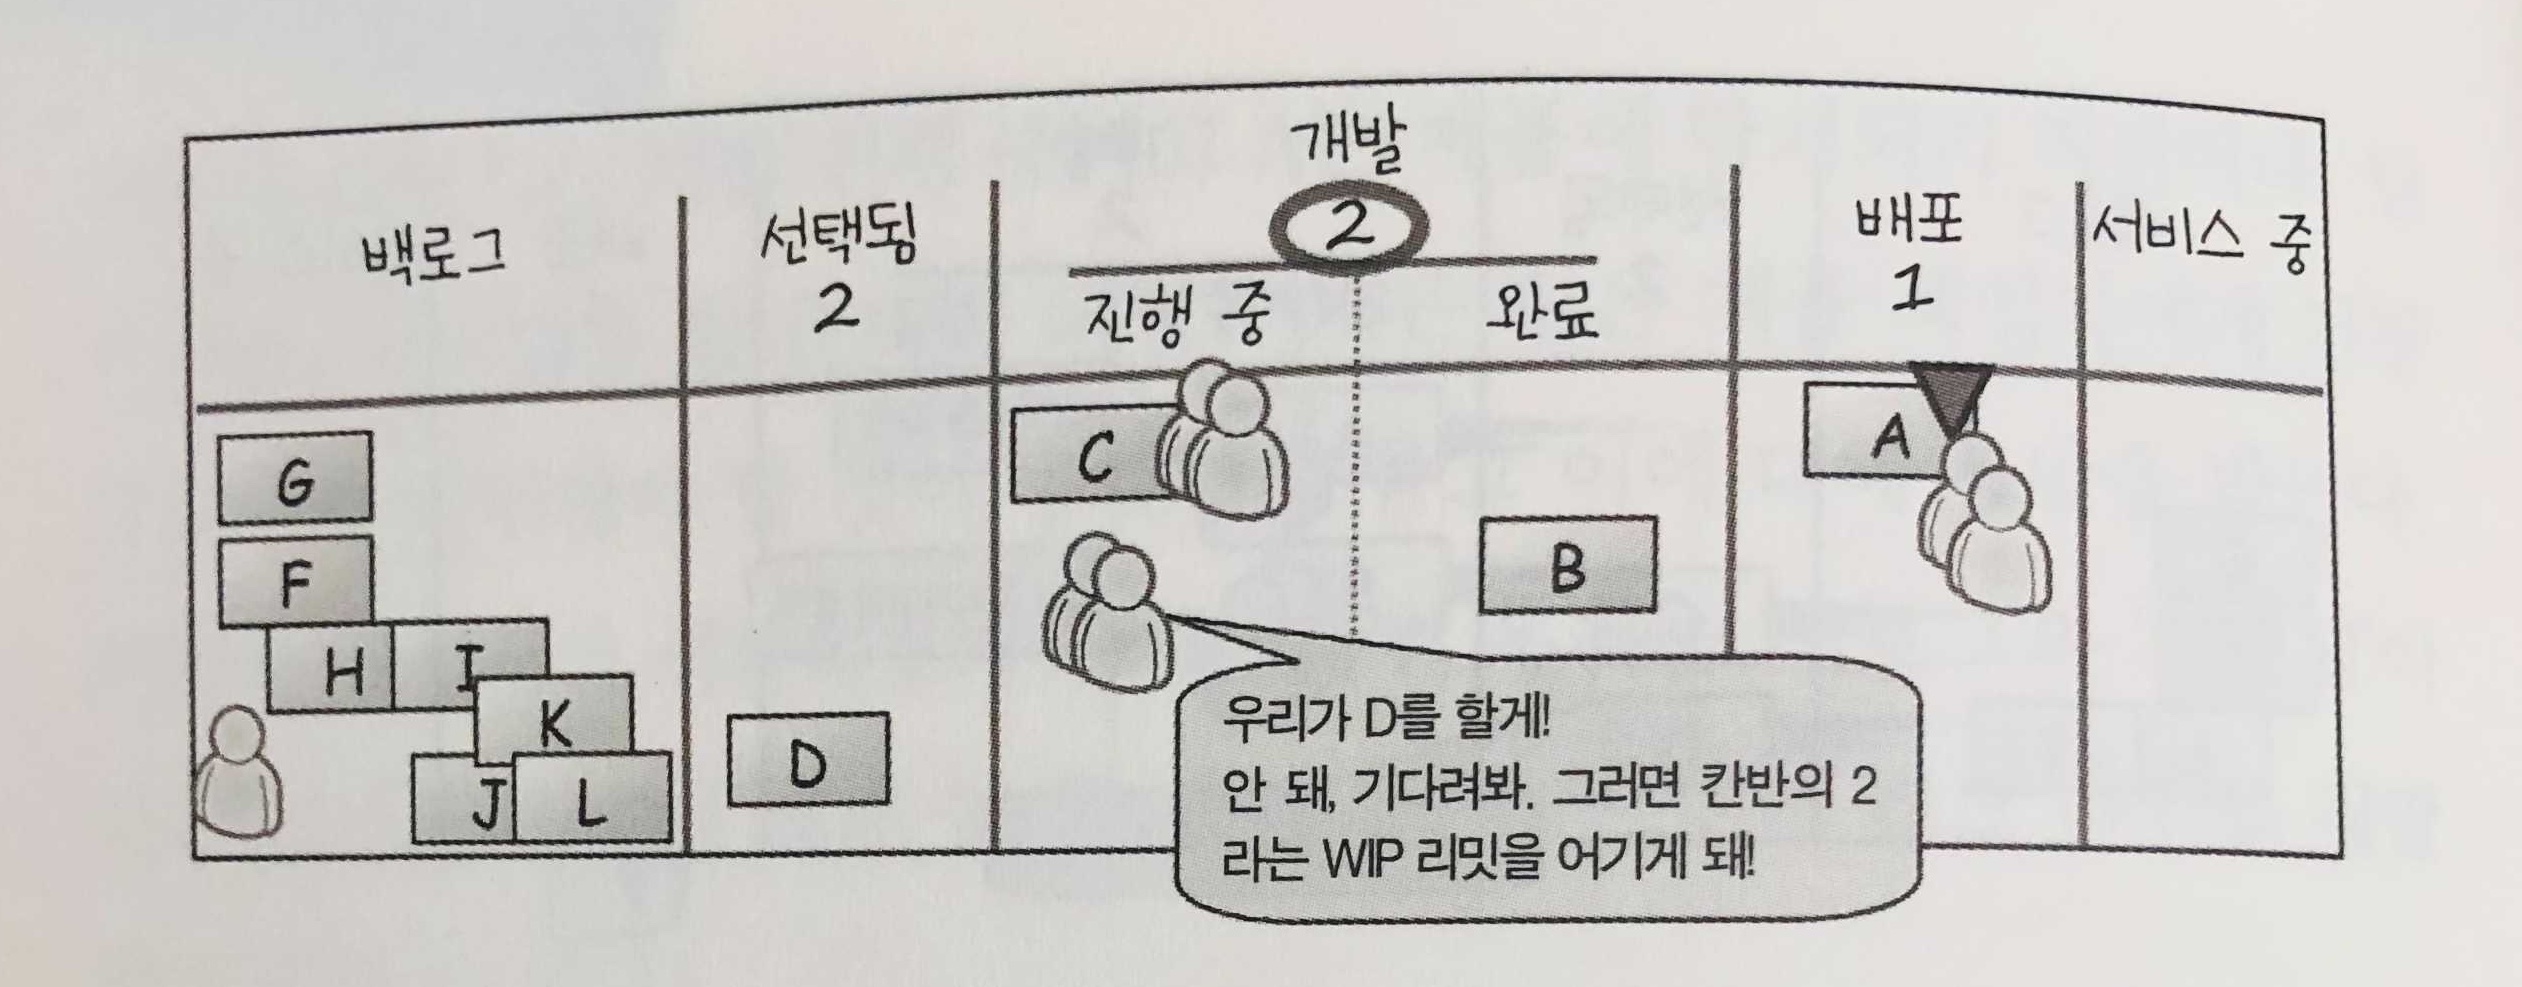 개발
백로그
선택됨
2
2
진행 중
완료
배포
1
서비스 중
G
F
H
I
K
J
L
D
C
B
A
우리가 D를 할게!
안 돼, 기다려봐. 그러면 칸반의 2
라는 WIP 리밋을 어기게 돼!